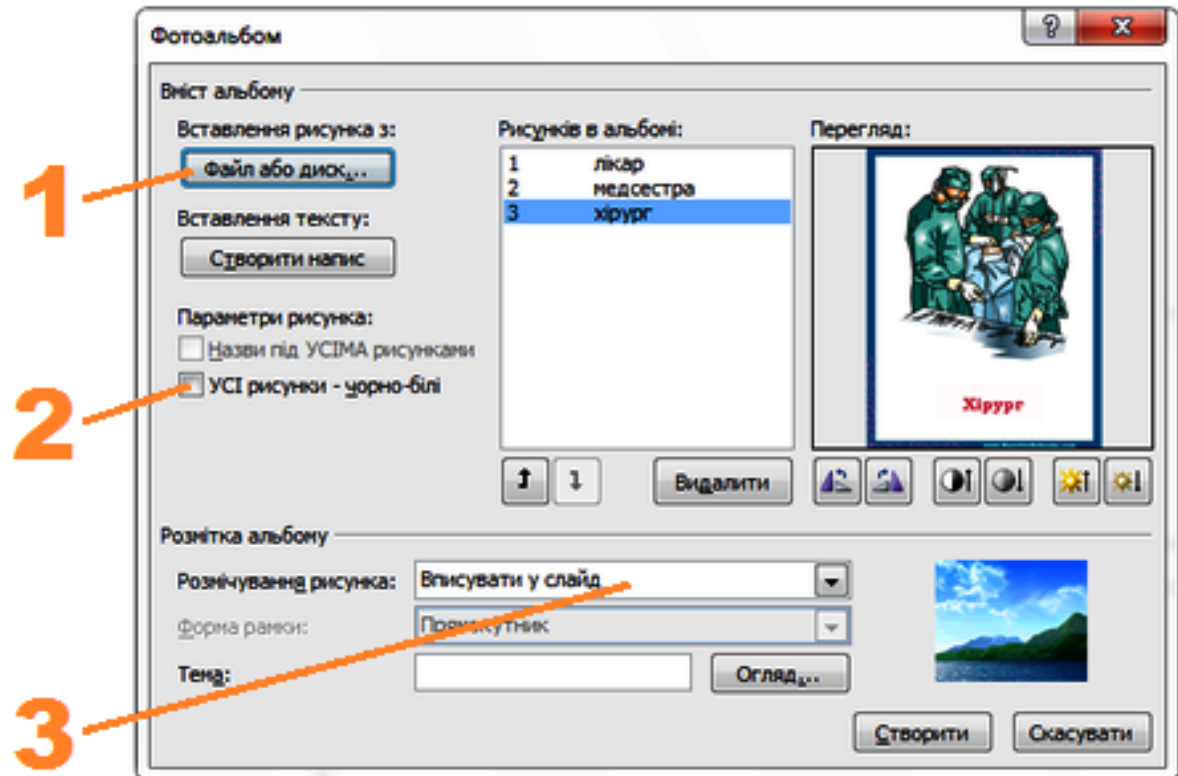 Фотоальбом
Вміст альбому
Вставлення рисунка з:
Файл або диск...
Вставлення тексту:
Створити напис
Параметри рисунка:
Назви під УСІМА рисунками
УСІ рисунки - чорно-білі
Рисунків в альбомі:
1 лікар
2 медсестра
3 хірург
Видалити
Перегляд:
Хірург
Розмітка альбому
Розмічування рисунка: Вписувати у слайд
Форма рамки: Прямокутник
Тема:
Огляд...
Створити
Скасувати
1
2
3